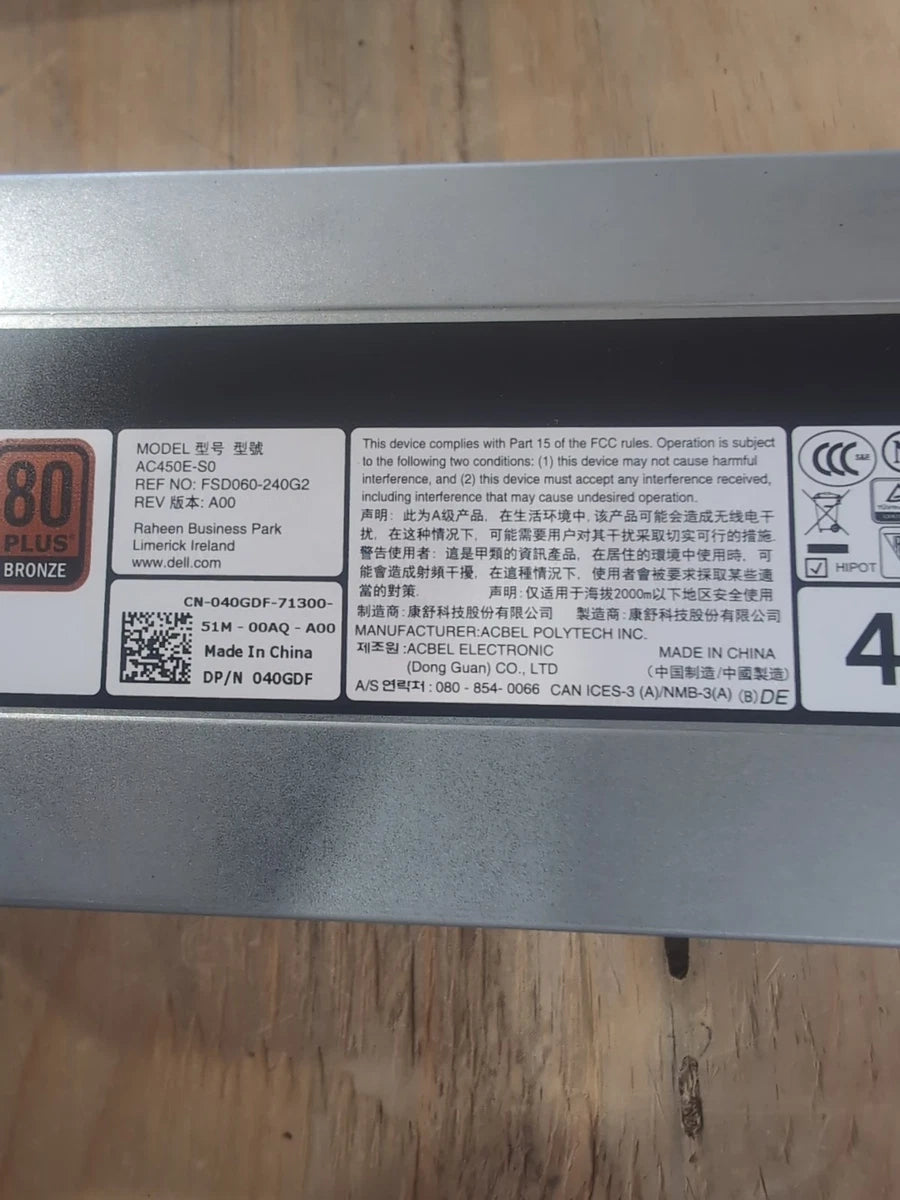 80
PLUS®
BRONZE
MODEL 型号 型號
AC450E-S0
REF NO: FSD060-240G2
REV 版本: A00
Raheen Business Park
Limerick Ireland
www.dell.com
CN-040GDF-71300-
51M - 00AQ - A00
Made In China
DP/N 040GDF
This device complies with Part 15 of the FCC rules. Operation is subject
to the following two conditions: (1) this device may not cause harmful
interference, and (2) this device must accept any interference received,
including interference that may cause undesired operation.
声明: 此为A级产品, 在生活环境中, 该产品可能会造成无线电干
扰, 在这种情况下, 可能需要用户对其干扰采取切实可行的措施.
警告使用者: 這是甲類的資訊產品, 在居住的環境中使用時, 可
能會造成射頻干擾, 在這種情況下, 使用者會被要求採取某些適
當的對策. 声明: 仅适用于海拔2000m以下地区安全使用
制造商: 康舒科技股份有限公司 製造商: 康舒科技股份有限公司
MANUFACTURER:ACBEL POLYTECH INC.
제조원:ACBEL ELECTRONIC
(Dong Guan) CO., LTD
MADE IN CHINA
(中国制造/中國製造)
A/S 연락처: 080 - 854- 0066 CAN ICES-3 (A)/NMB-3(A) (B) DE
CCC S&E
HIPOT
4